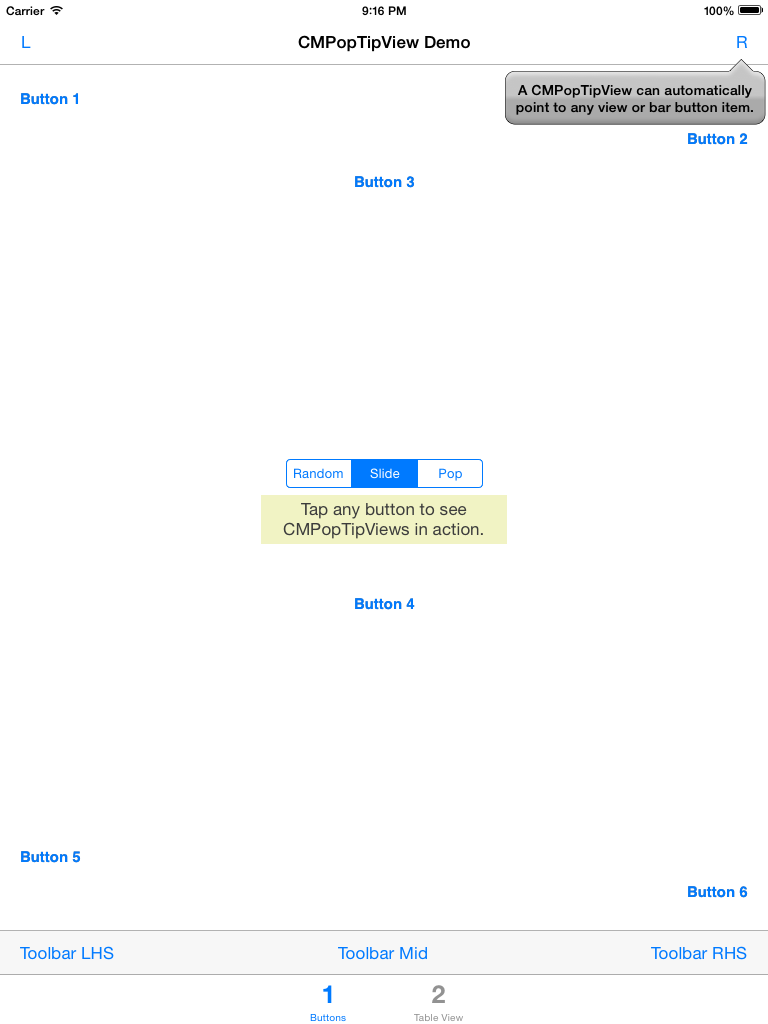 Carrier 9:16 PM 100%
L CMPopTipView Demo R
A CMPopTipView can automatically
point to any view or bar button item.
Button 1
Button 2
Button 3
Random Slide Pop
Tap any button to see
CMPopTipViews in action.
Button 4
Button 5
Button 6
Toolbar LHS Toolbar Mid Toolbar RHS
1 2
Buttons Table View